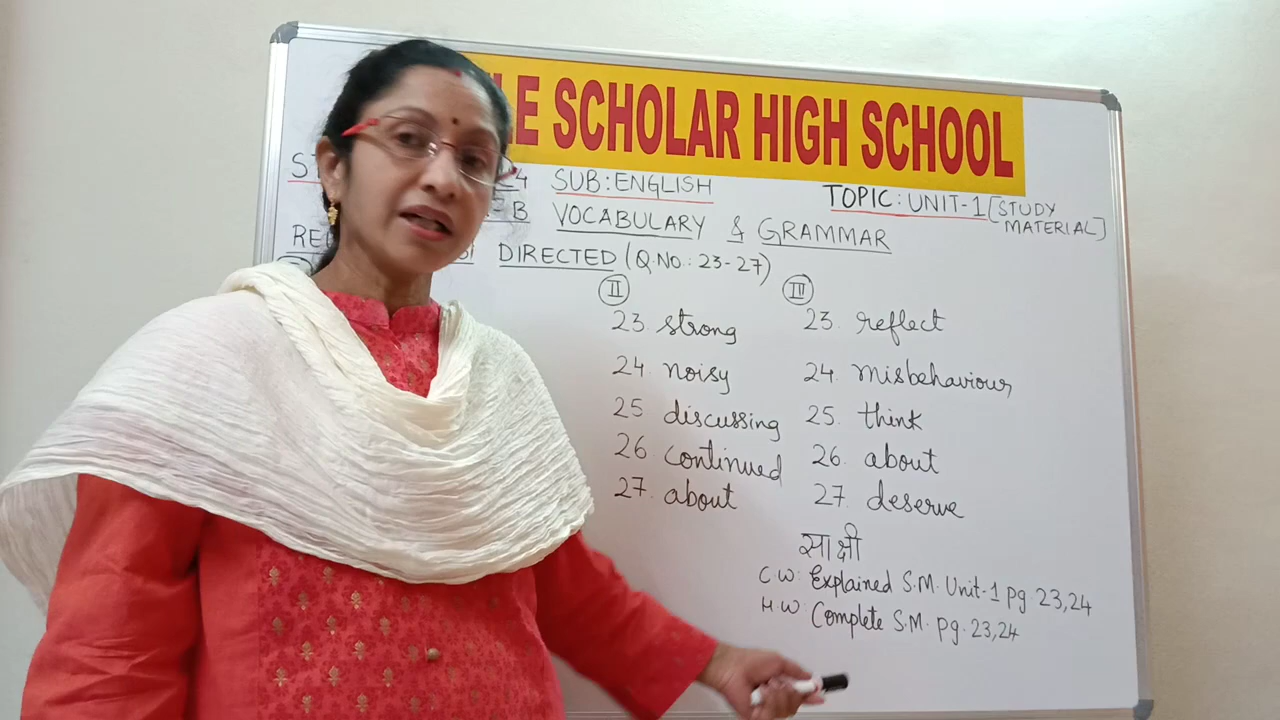 SCHOLAR HIGH SCHOOL
SUB: ENGLISH
TOPIC: UNIT-1 [STUDY
MATERIAL]
B VOCABULARY & GRAMMAR
DIRECTED (Q.NO.: 23-27)
II
23. strong
24. noisy
25. discussing
26. continued
27. about
IV
23. reflect
24. misbehaviour
25. think
26. about
27. deserve
साक्षी
C.W: Explained S.M. Unit-1 pg. 23,24
H.W: Complete S.M. pg. 23,24